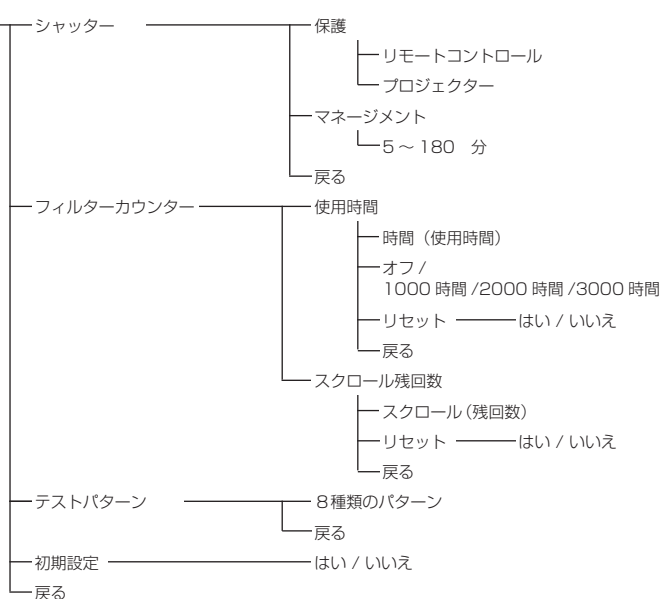 シャッター 保護
リモートコントロール
プロジェクター
マネージメント
5～180 分
戻る
フィルターカウンター 使用時間
時間（使用時間）
オフ /
1000 時間 /2000 時間 /3000 時間
リセット はい / いいえ
戻る
スクロール残回数
スクロール（残回数）
リセット はい / いいえ
戻る
テストパターン 8種類のパターン
戻る
初期設定 はい / いいえ
戻る